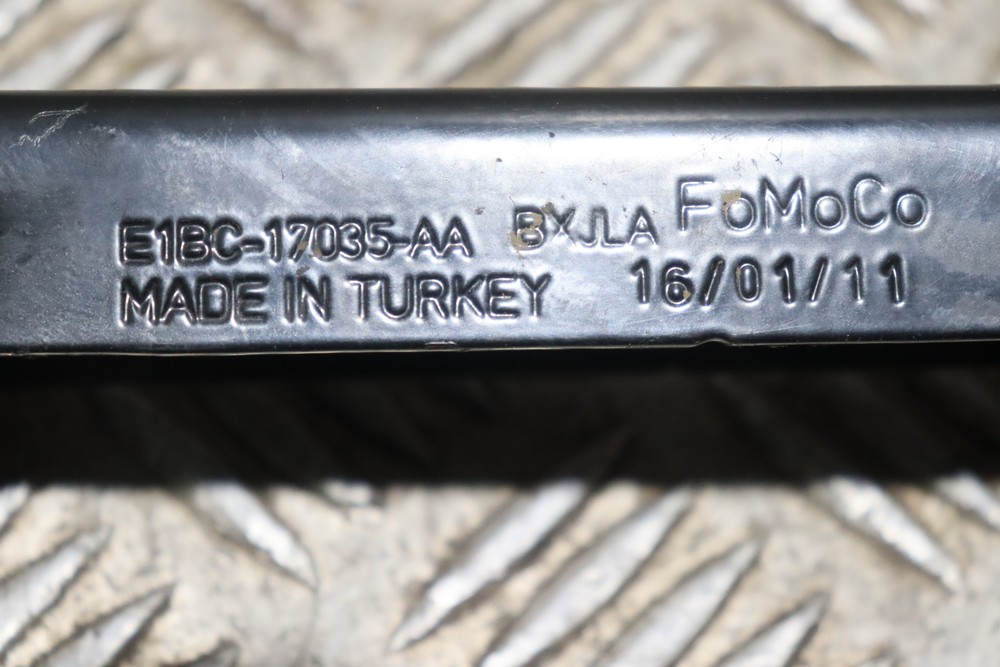 E1BC-17035-AA BXJLA FoMoCo
MADE IN TURKEY 16/01/11